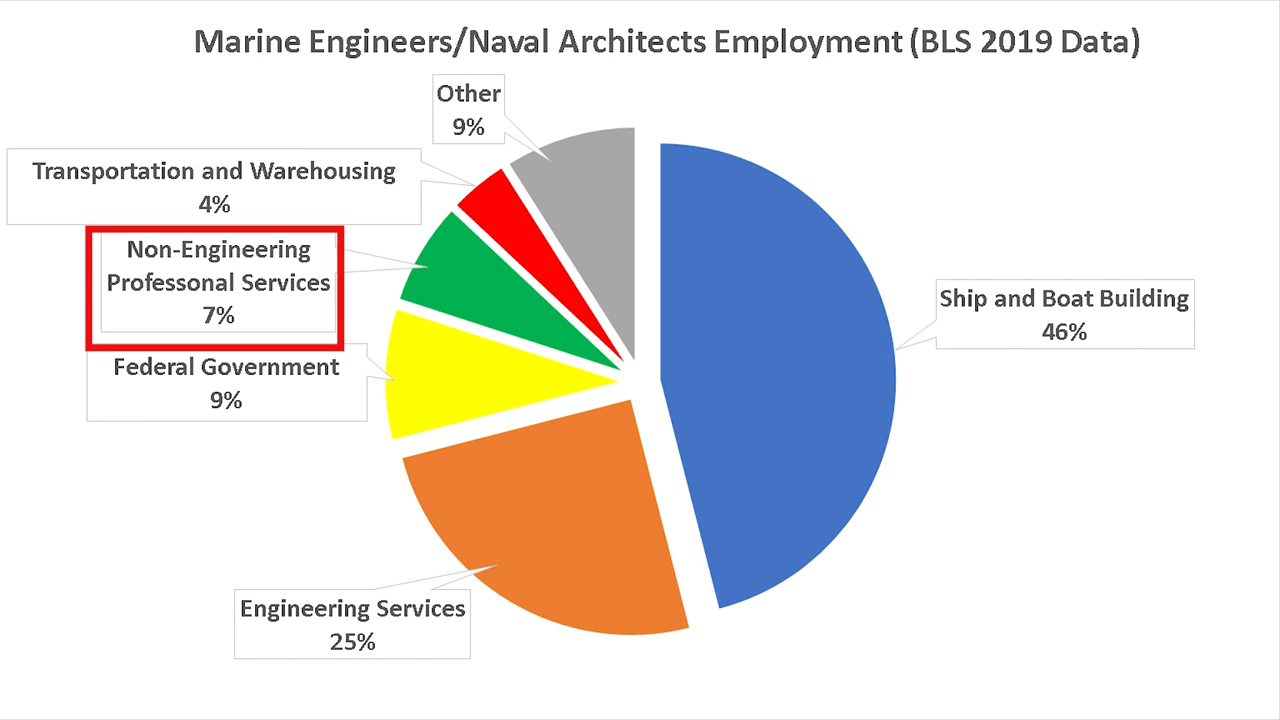 Marine Engineers/Naval Architects Employment (BLS 2019 Data)
Other
9%
Transportation and Warehousing
4%
Non-Engineering
Professonal Services
7%
Federal Government
9%
Ship and Boat Building
46%
Engineering Services
25%